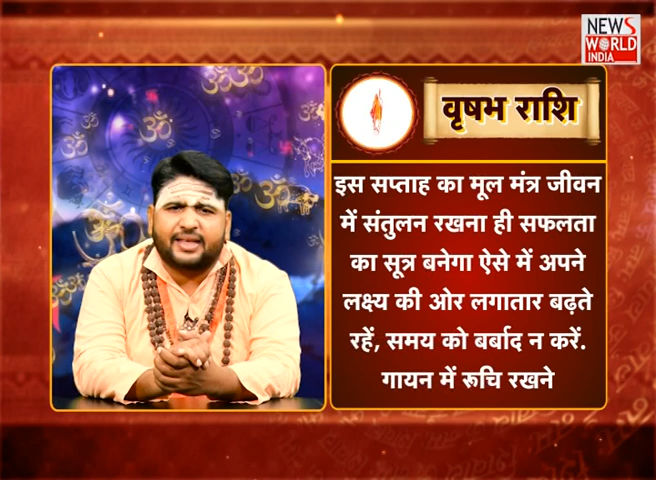 NEWS
WORLD
INDIA
वृषभ राशि
इस सप्ताह का मूल मंत्र जीवन
में संतुलन रखना ही सफलता
का सूत्र बनेगा ऐसे में अपने
लक्ष्य की ओर लगातार बढ़ते
रहें, समय को बर्बाद न करें.
गायन में रूचि रखने